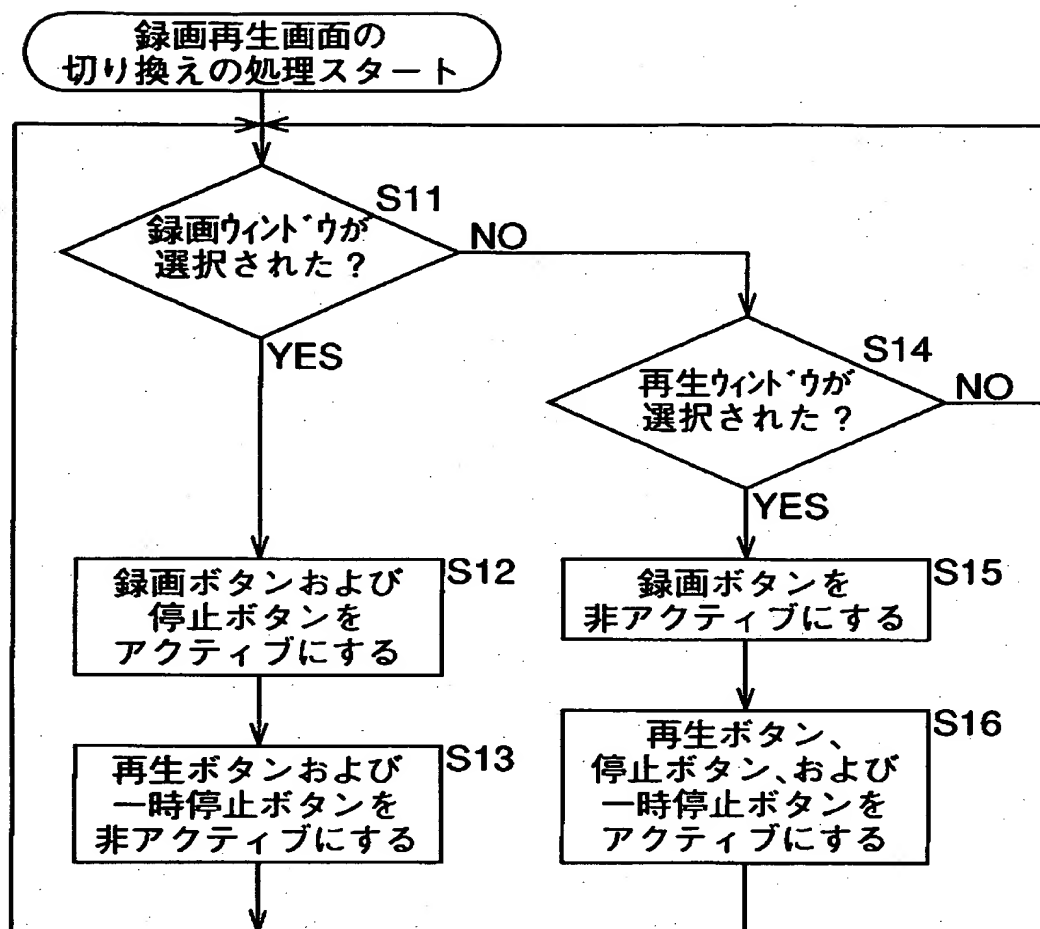 録画再生画面の
切り換えの処理スタート
S11
録画ウィンドウが
選択された？
NO
YES
S14
再生ウィンドウが
選択された？
NO
YES
S12
録画ボタンおよび
停止ボタンを
アクティブにする
S15
録画ボタンを
非アクティブにする
S13
再生ボタンおよび
一時停止ボタンを
非アクティブにする
S16
再生ボタン、
停止ボタン、および
一時停止ボタンを
アクティブにする